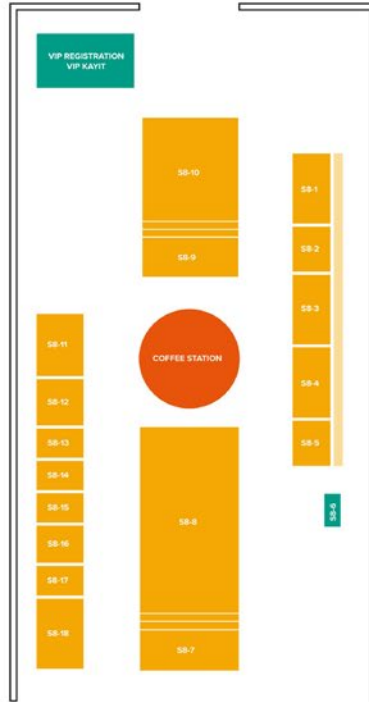 VIP REGISTRATION
VIP KAYIT
S8-10
S8-9
S8-1
S8-2
S8-3
S8-4
S8-5
S8-6
COFFEE STATION
S8-11
S8-12
S8-13
S8-14
S8-15
S8-16
S8-17
S8-18
S8-8
S8-7